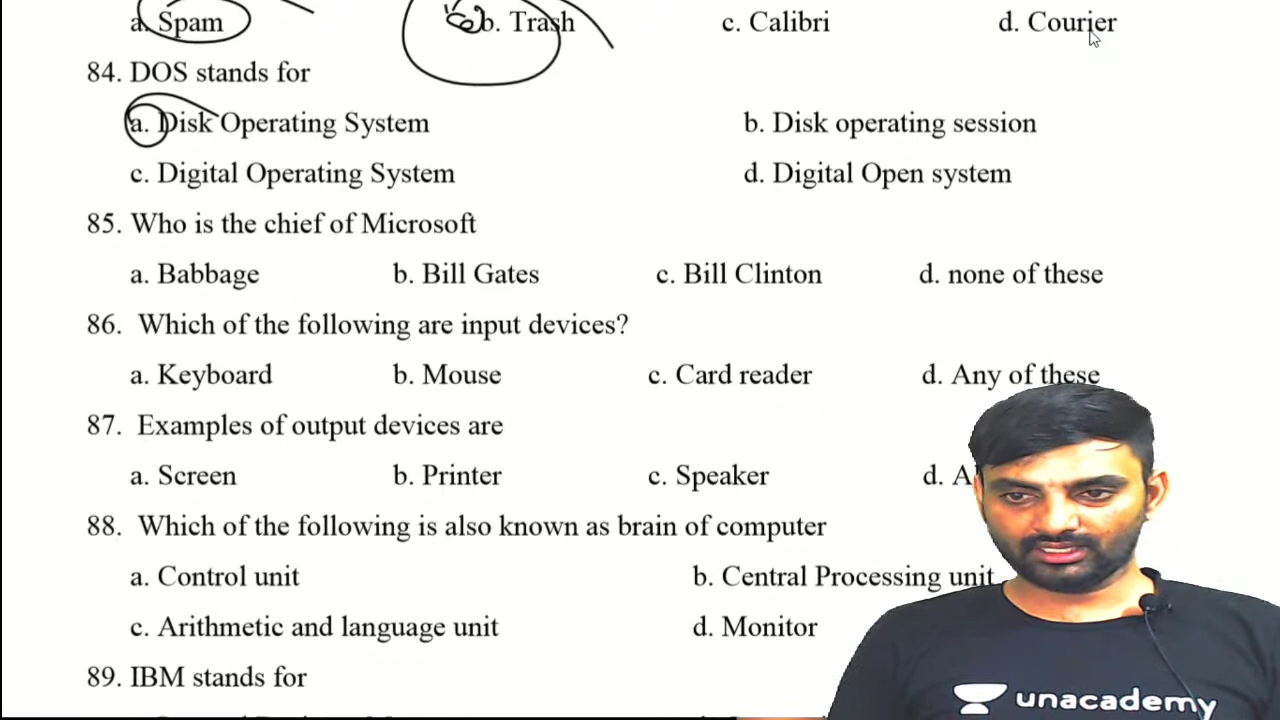 a. Spam b. Trash c. Calibri d. Courier
84. DOS stands for
a. Disk Operating System b. Disk operating session
c. Digital Operating System d. Digital Open system
85. Who is the chief of Microsoft
a. Babbage b. Bill Gates c. Bill Clinton d. none of these
86. Which of the following are input devices?
a. Keyboard b. Mouse c. Card reader d. Any of these
87. Examples of output devices are
a. Screen b. Printer c. Speaker d. A
88. Which of the following is also known as brain of computer
a. Control unit b. Central Processing unit
c. Arithmetic and language unit d. Monitor
89. IBM stands for
unacademy